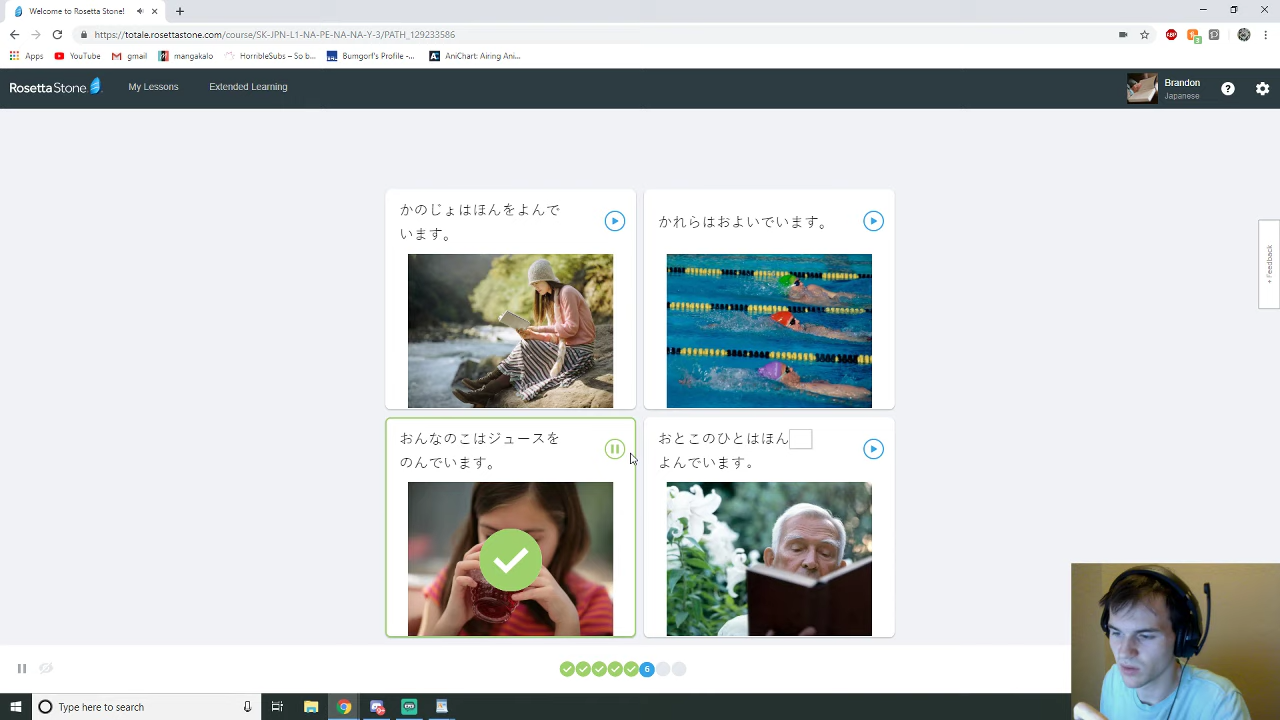 Welcome to Rosetta Stone!
https://totale.rosettastone.com/course/SK-JPN-L1-NA-PE-NA-NA-Y-3/PATH_129233586
Apps YouTube gmail mangakalo HorribleSubs – So b... Bumgorf's Profile -... AniChart: Airing Ani...
RosettaStone My Lessons Extended Learning
Brandon
Japanese
かのじょはほんをよんで
います。
かれらはおよいでいます。
+ Feedback
おんなのこはジュースを
のんでいます。
おとこのひとはほん
よんでいます。
6
Type here to search